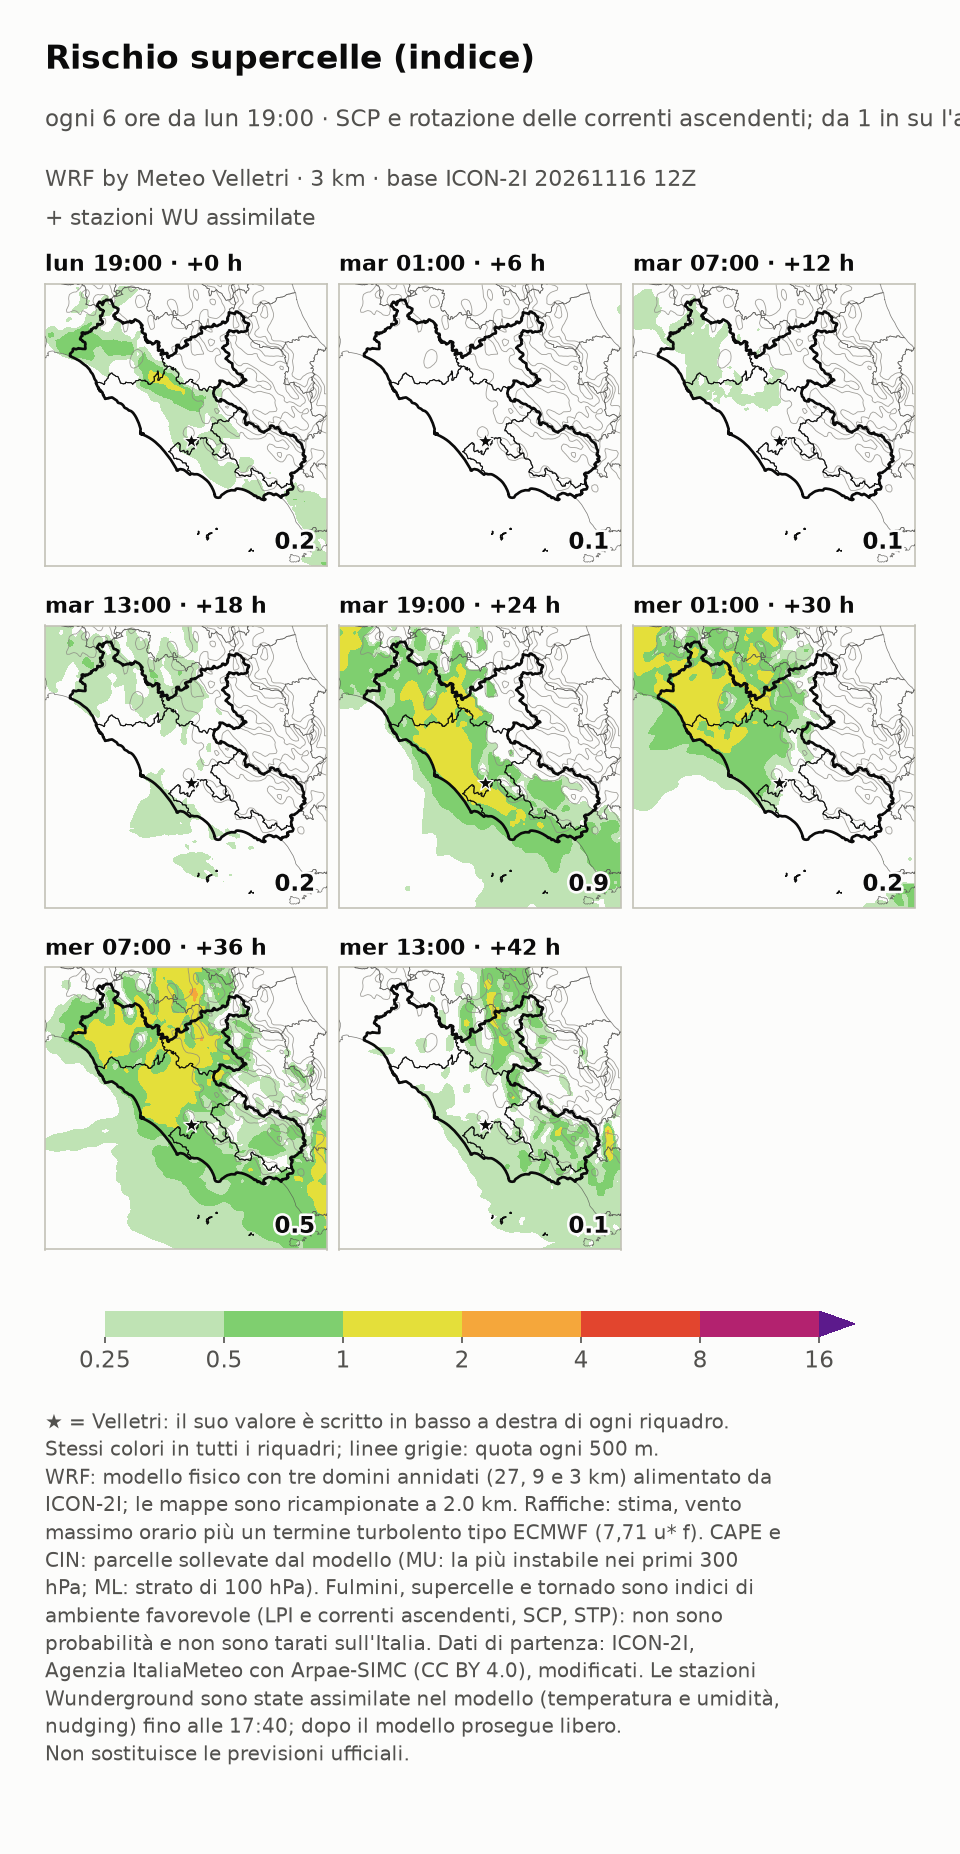 Rischio supercelle (indice)
ogni 6 ore da lun 19:00 · SCP e rotazione delle correnti ascendenti; da 1 in su l'a
WRF by Meteo Velletri · 3 km · base ICON-2I 20261116 12Z
+ stazioni WU assimilate
lun 19:00 · +0 h
mar 01:00 · +6 h
mar 07:00 · +12 h
0.2
0.1
0.1
mar 13:00 · +18 h
mar 19:00 · +24 h
mer 01:00 · +30 h
0.2
0.9
0.2
mer 07:00 · +36 h
mer 13:00 · +42 h
0.5
0.1
0.25
0.5
1
2
4
8
16
★ = Velletri: il suo valore è scritto in basso a destra di ogni riquadro.
Stessi colori in tutti i riquadri; linee grigie: quota ogni 500 m.
WRF: modello fisico con tre domini annidati (27, 9 e 3 km) alimentato da
ICON-2I; le mappe sono ricampionate a 2.0 km. Raffiche: stima, vento
massimo orario più un termine turbolento tipo ECMWF (7,71 u* f). CAPE e
CIN: parcelle sollevate dal modello (MU: la più instabile nei primi 300
hPa; ML: strato di 100 hPa). Fulmini, supercelle e tornado sono indici di
ambiente favorevole (LPI e correnti ascendenti, SCP, STP): non sono
probabilità e non sono tarati sull'Italia. Dati di partenza: ICON-2I,
Agenzia ItaliaMeteo con Arpae-SIMC (CC BY 4.0), modificati. Le stazioni
Wunderground sono state assimilate nel modello (temperatura e umidità,
nudging) fino alle 17:40; dopo il modello prosegue libero.
Non sostituisce le previsioni ufficiali.